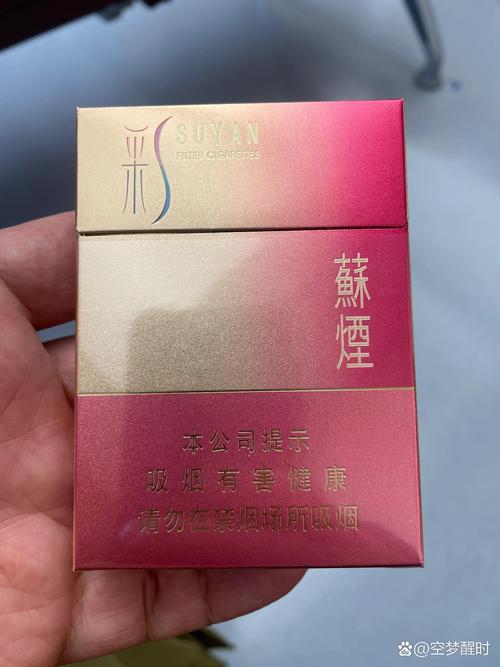 彩 SUYAN
FILTER CIGARETTES
蘇煙
本公司提示
吸烟有害健康
请勿在禁烟场所吸烟
@空梦醒时